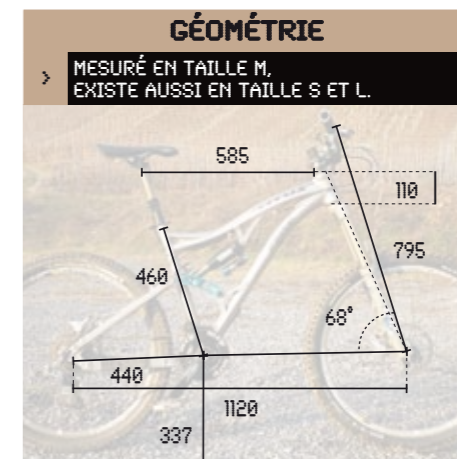 GÉOMÉTRIE
> MESURÉ EN TAILLE M,
EXISTE AUSSI EN TAILLE S ET L.
585
110
795
460
68°
440
1120
337